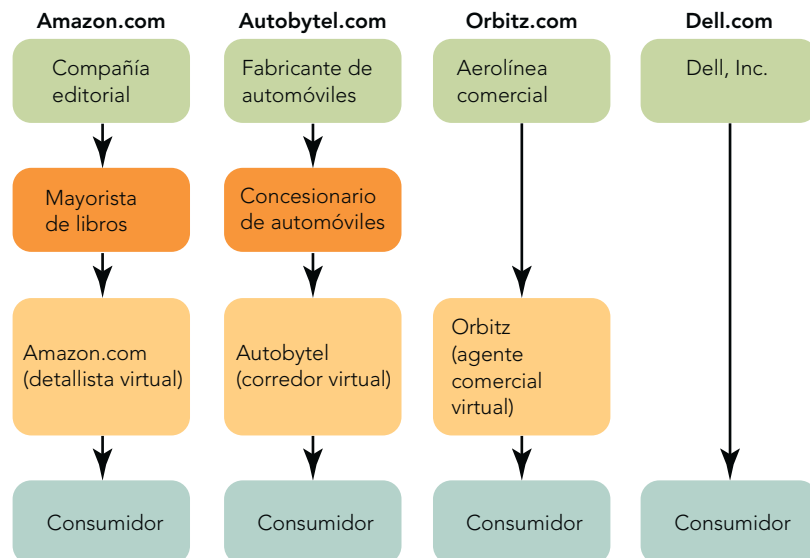 Amazon.com
Autobytel.com
Orbitz.com
Dell.com
Compañía
editorial
Fabricante de
automóviles
Aerolínea
comercial
Dell, Inc.
Mayorista
de libros
Concesionario
de automóviles
Amazon.com
(detallista virtual)
Autobytel
(corredor virtual)
Orbitz
(agente
comercial
virtual)
Consumidor
Consumidor
Consumidor
Consumidor